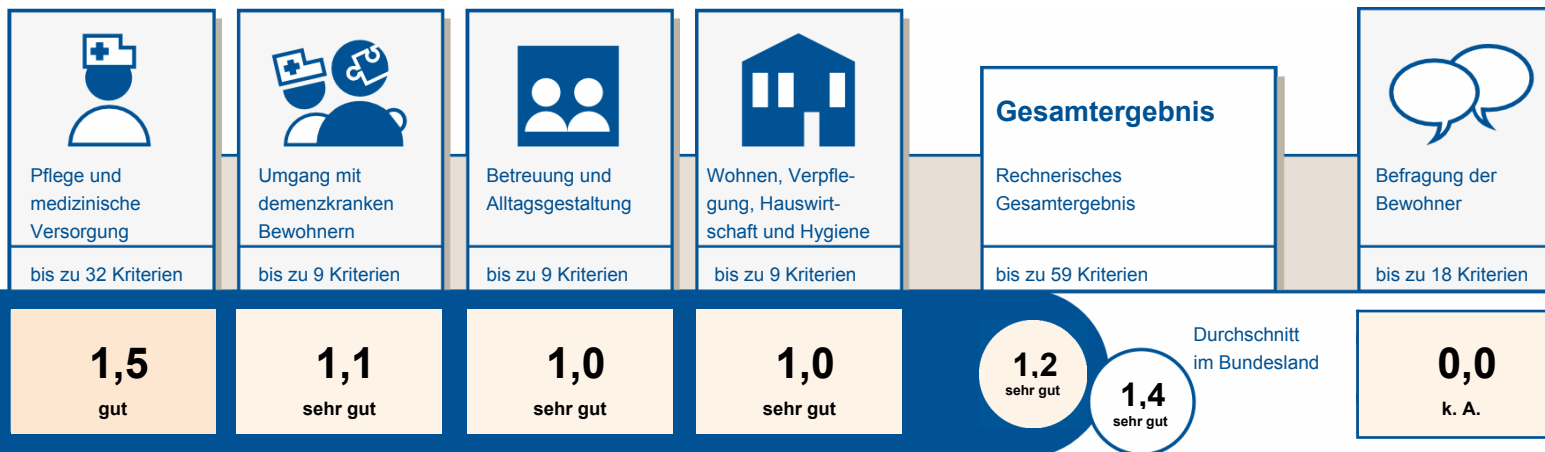 Pflege und
medizinische
Versorgung
bis zu 32 Kriterien
1,5
gut
Umgang mit
demenzkranken
Bewohnern
bis zu 9 Kriterien
1,1
sehr gut
Betreuung und
Alltagsgestaltung
bis zu 9 Kriterien
1,0
sehr gut
Wohnen, Verpfle-
gung, Hauswirt-
schaft und Hygiene
bis zu 9 Kriterien
1,0
sehr gut
Gesamtergebnis
Rechnerisches
Gesamtergebnis
bis zu 59 Kriterien
1,2
sehr gut
Durchschnitt
im Bundesland
1,4
sehr gut
Befragung der
Bewohner
bis zu 18 Kriterien
0,0
k. A.